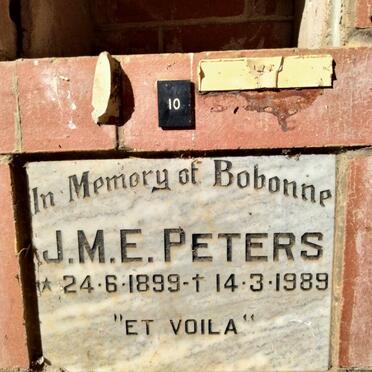 10
In Memory of Bobonne
J.M.E. PETERS
* 24·6·1899-† 14·3·1989
"ET VOILA"